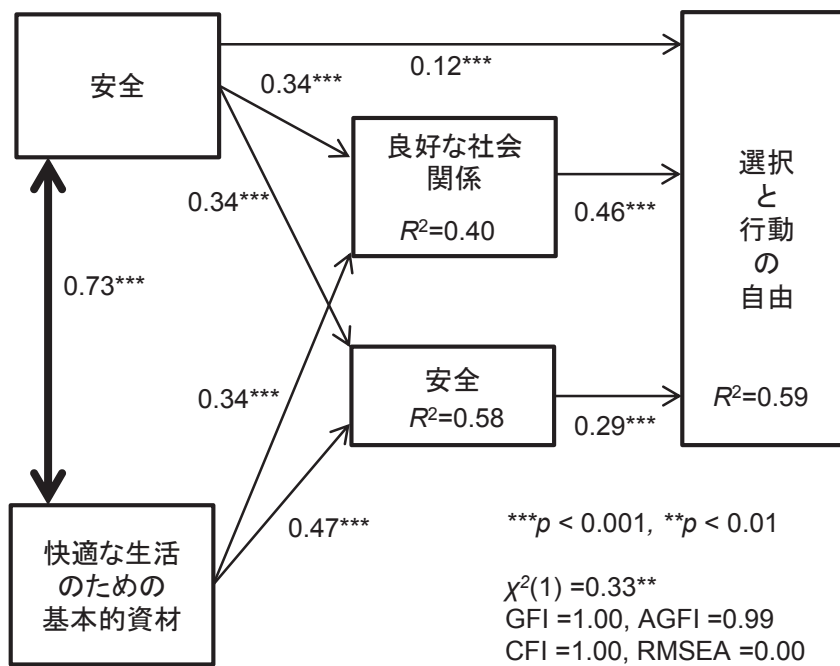 安全
0.12***
0.34***
良好な社会
関係
R²=0.40
0.34***
0.46***
選択
と
行動
の
自由
R²=0.59
0.73***
安全
R²=0.58
0.34***
0.29***
0.47***
快適な生活
のための
基本的資材
***p < 0.001, **p < 0.01
χ²(1) =0.33**
GFI =1.00, AGFI =0.99
CFI =1.00, RMSEA =0.00